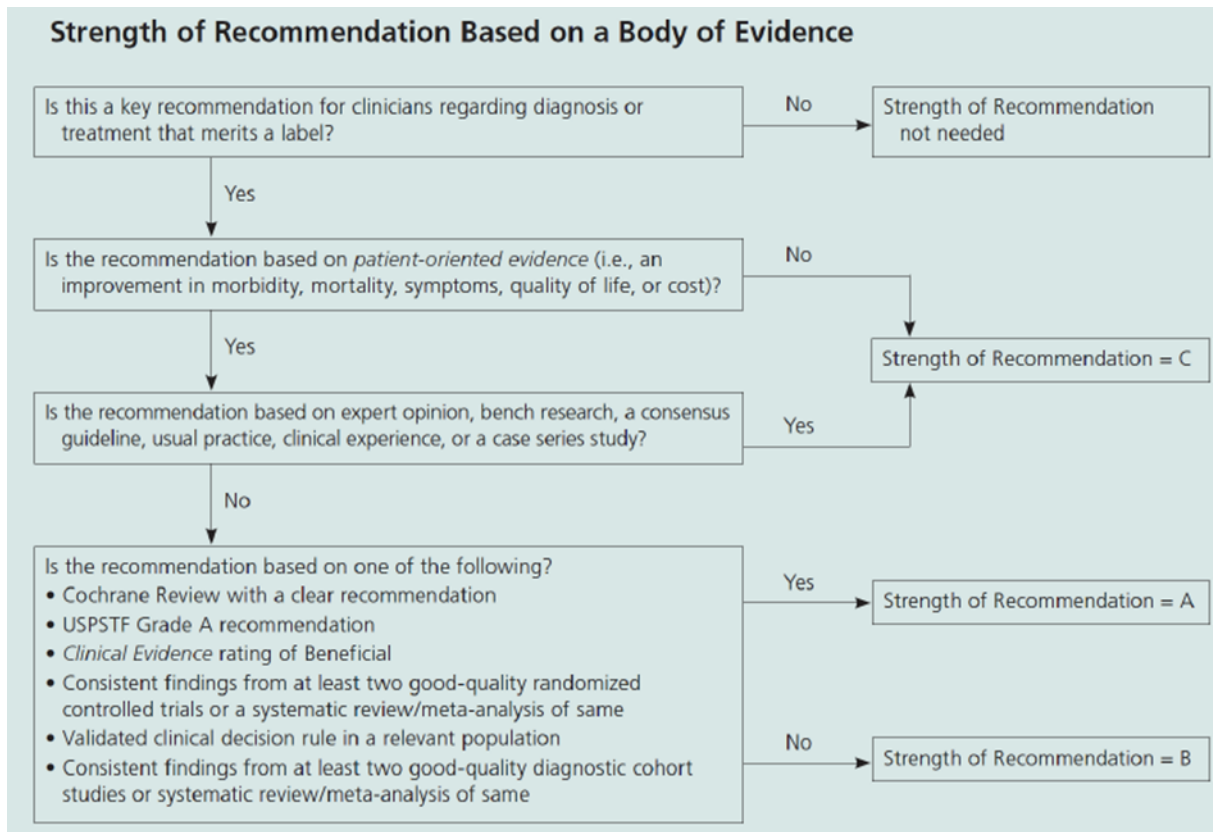 Strength of Recommendation Based on a Body of Evidence
Is this a key recommendation for clinicians regarding diagnosis or
treatment that merits a label?
No
Strength of Recommendation
not needed
Yes
Is the recommendation based on patient-oriented evidence (i.e., an
improvement in morbidity, mortality, symptoms, quality of life, or cost)?
No
Yes
Strength of Recommendation = C
Is the recommendation based on expert opinion, bench research, a consensus
guideline, usual practice, clinical experience, or a case series study?
Yes
No
Is the recommendation based on one of the following?
• Cochrane Review with a clear recommendation
• USPSTF Grade A recommendation
• Clinical Evidence rating of Beneficial
• Consistent findings from at least two good-quality randomized
controlled trials or a systematic review/meta-analysis of same
• Validated clinical decision rule in a relevant population
• Consistent findings from at least two good-quality diagnostic cohort
studies or systematic review/meta-analysis of same
Yes
Strength of Recommendation = A
No
Strength of Recommendation = B